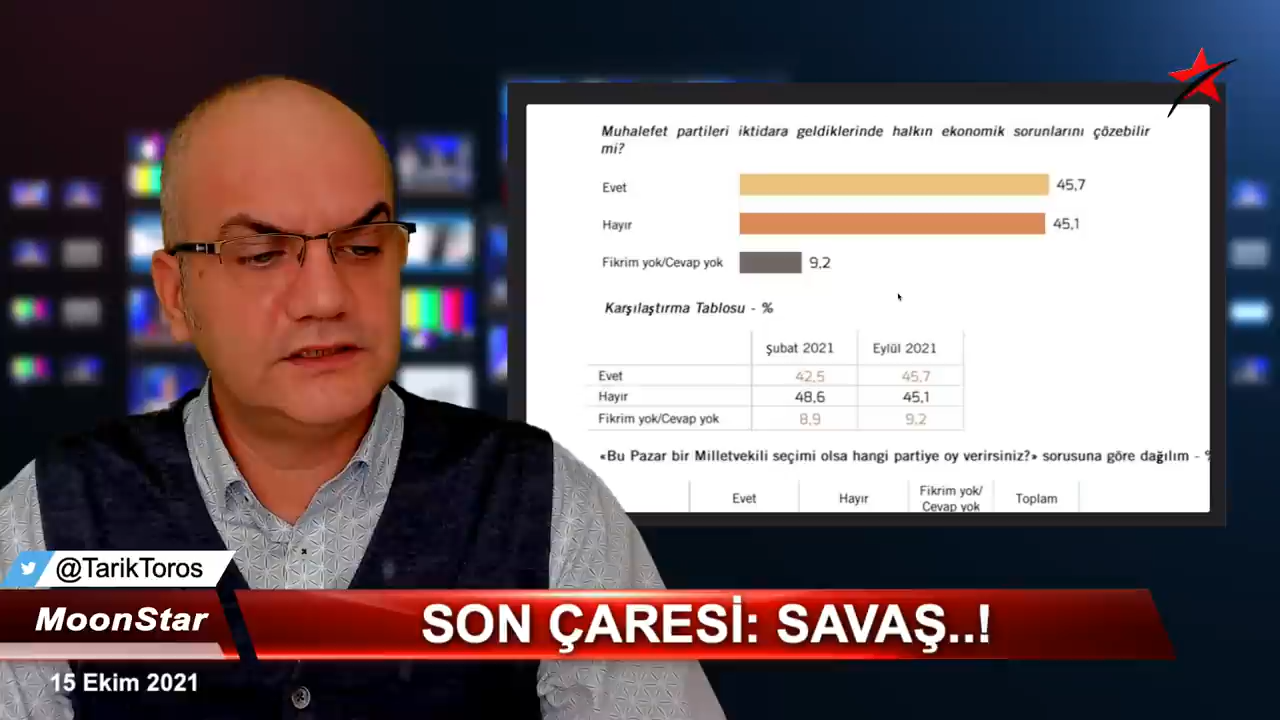 Muhalefet partileri iktidara geldiklerinde halkın ekonomik sorunlarını çözebilir
mi?
Evet 45,7
Hayır 45,1
Fikrim yok/Cevap yok 9,2
Karşılaştırma Tablosu - %
Şubat 2021 Eylül 2021
Evet 42,5 45,7
Hayır 48,6 45,1
Fikrim yok/Cevap yok 8,9 9,2
«Bu Pazar bir Milletvekili seçimi olsa hangi partiye oy verirsiniz?» sorusuna göre dağılım - %
Evet Hayır Fikrim yok/ Toplam
Cevap yok
@TarikToros
MoonStar
SON ÇARESİ: SAVAŞ..!
15 Ekim 2021